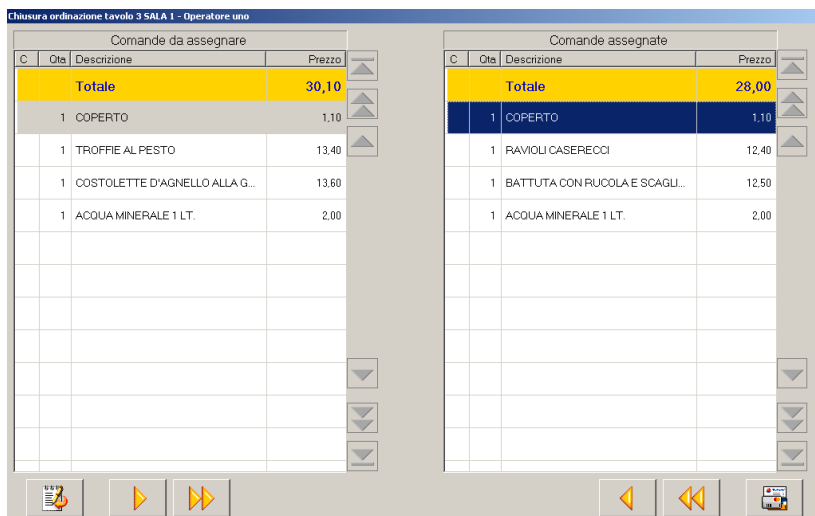 Chiusura ordinazione tavolo 3 SALA 1 - Operatore uno
Comande da assegnare
C Qta Descrizione Prezzo
Totale 30,10
1 COPERTO 1,10
1 TROFFIE AL PESTO 13,40
1 COSTOLETTE D'AGNELLO ALLA G... 13,60
1 ACQUA MINERALE 1 LT. 2,00
Comande assegnate
C Qta Descrizione Prezzo
Totale 28,00
1 COPERTO 1,10
1 RAVIOLI CASERECCI 12,40
1 BATTUTA CON RUCOLA E SCAGLI... 12,50
1 ACQUA MINERALE 1 LT. 2,00